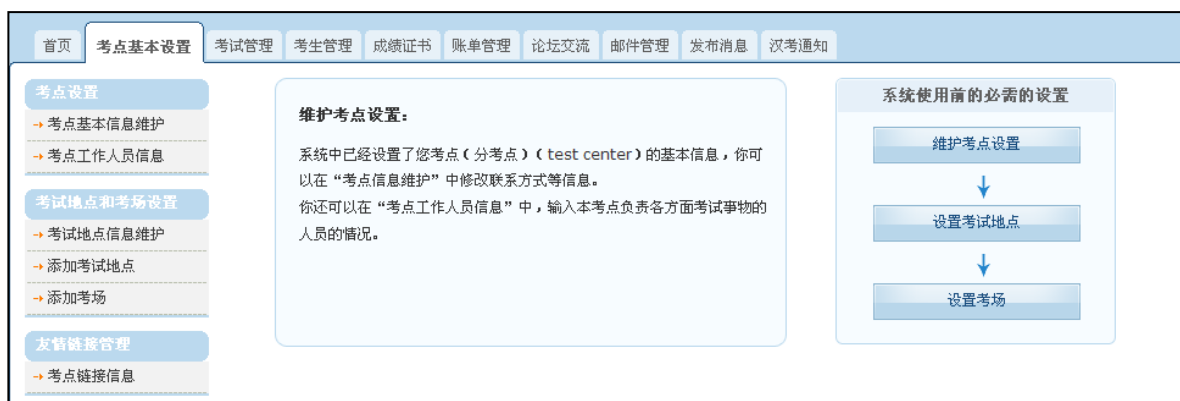 首页 考点基本设置 考试管理 考生管理 成绩证书 账单管理 论坛交流 邮件管理 发布消息 汉考通知
考点设置
考点基本信息维护
考点工作人员信息
考试地点和考场设置
考试地点信息维护
添加考试地点
添加考场
友情链接管理
考点链接信息
维护考点设置：
系统中已经设置了您考点（分考点）（test center）的基本信息，你可
以在“考点信息维护”中修改联系方式等信息。
你还可以在“考点工作人员信息”中，输入本考点负责各方面考试事物的
人员的情况。
系统使用前的必需的设置
维护考点设置
设置考试地点
设置考场